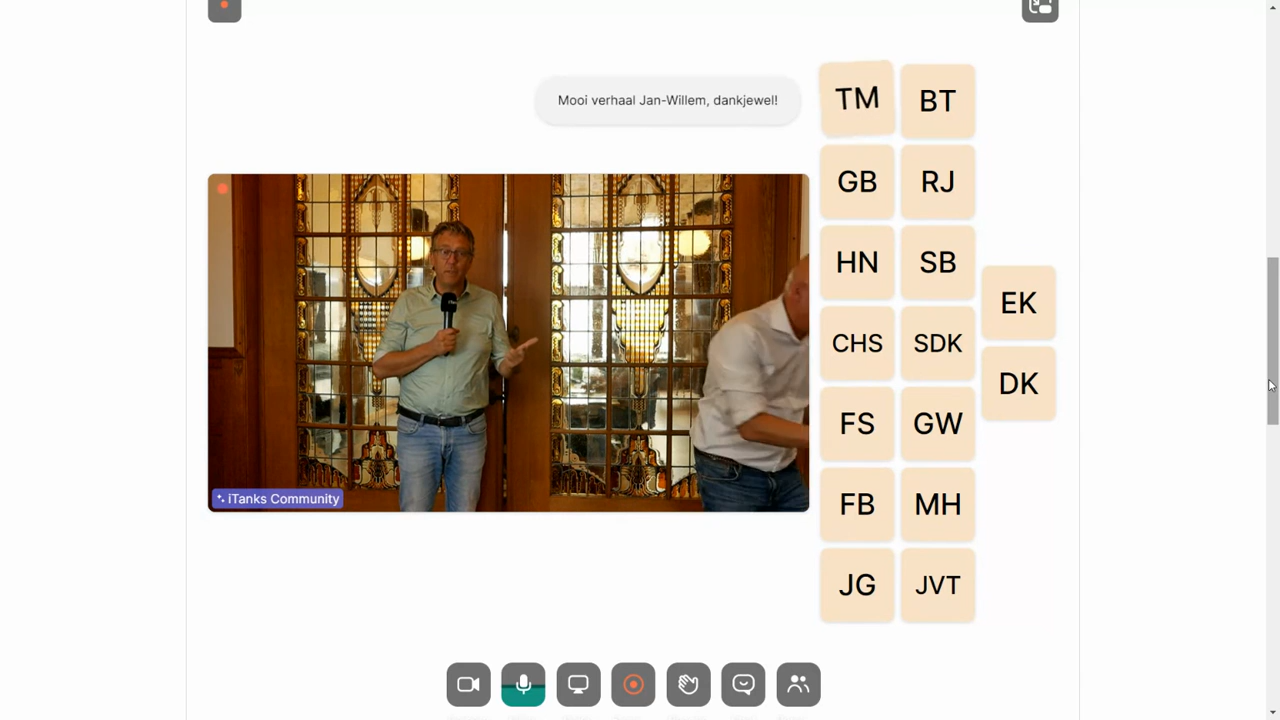 Mooi verhaal Jan-Willem, dankjewel!
TM BT
GB RJ
HN SB
EK
CHS SDK
DK
FS GW
iTanks Community
FB MH
JG JVT